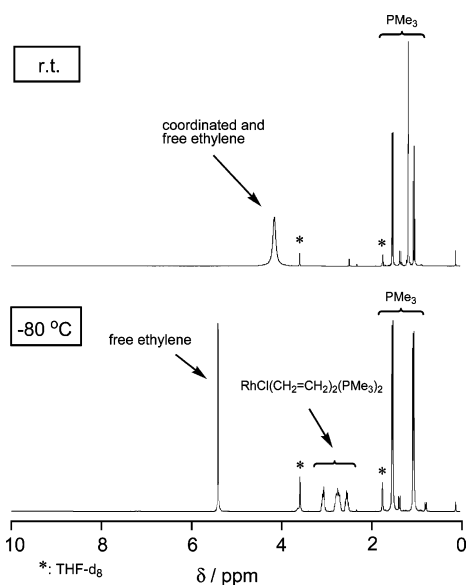 PMe₃
r.t.
coordinated and
free ethylene
* *
PMe₃
-80 °C
free ethylene
RhCl(CH₂=CH₂)₂(PMe₃)₂
* *
10 8 6 4 2 0
*: THF-d₈
δ / ppm